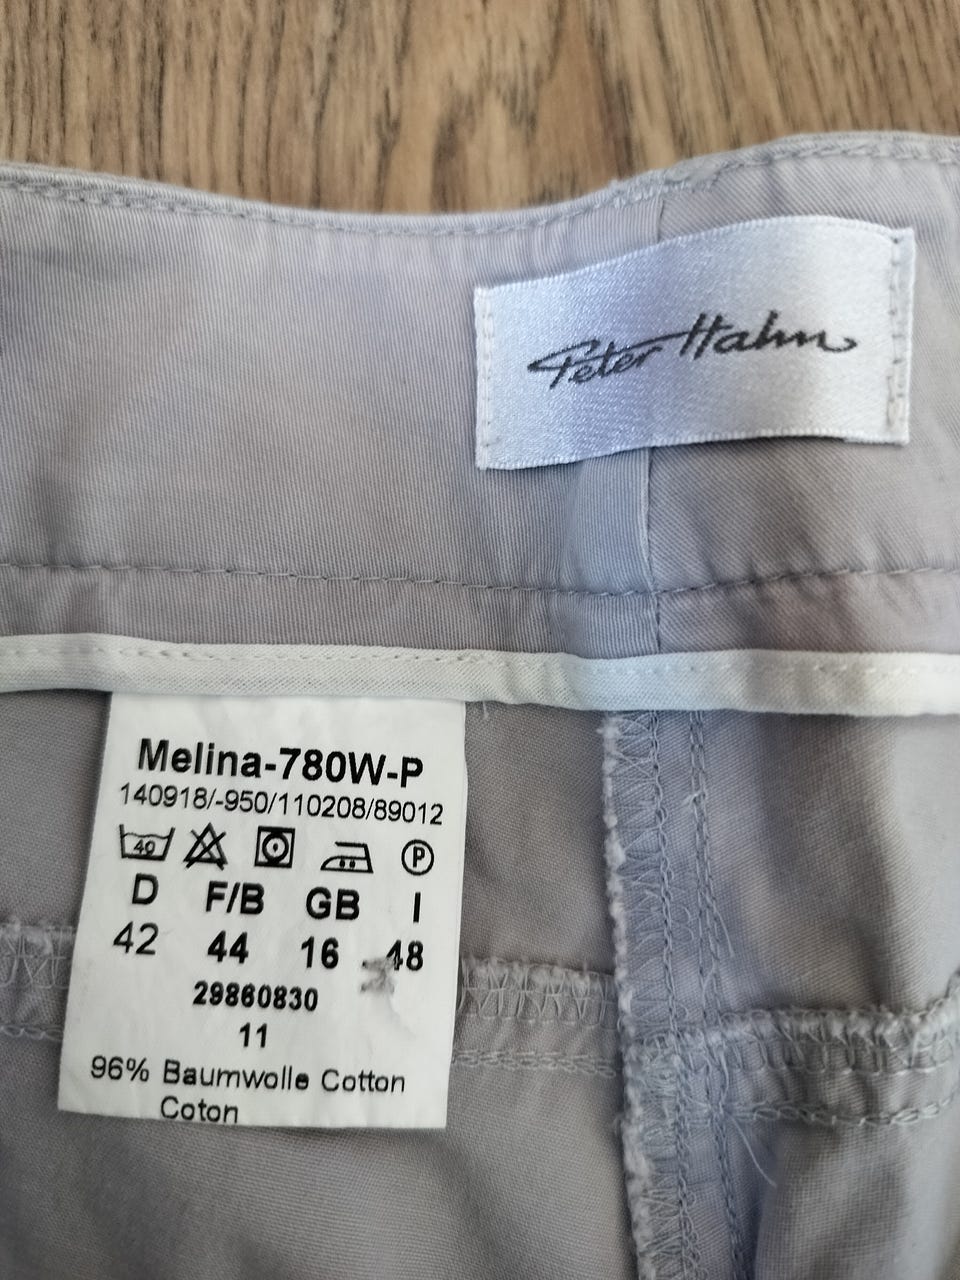 Peter Hahn
Melina-780W-P
140918/-950/110208/89012
40 P
D F/B GB I
42 44 16 48
29860830
11
96% Baumwolle Cotton
Coton